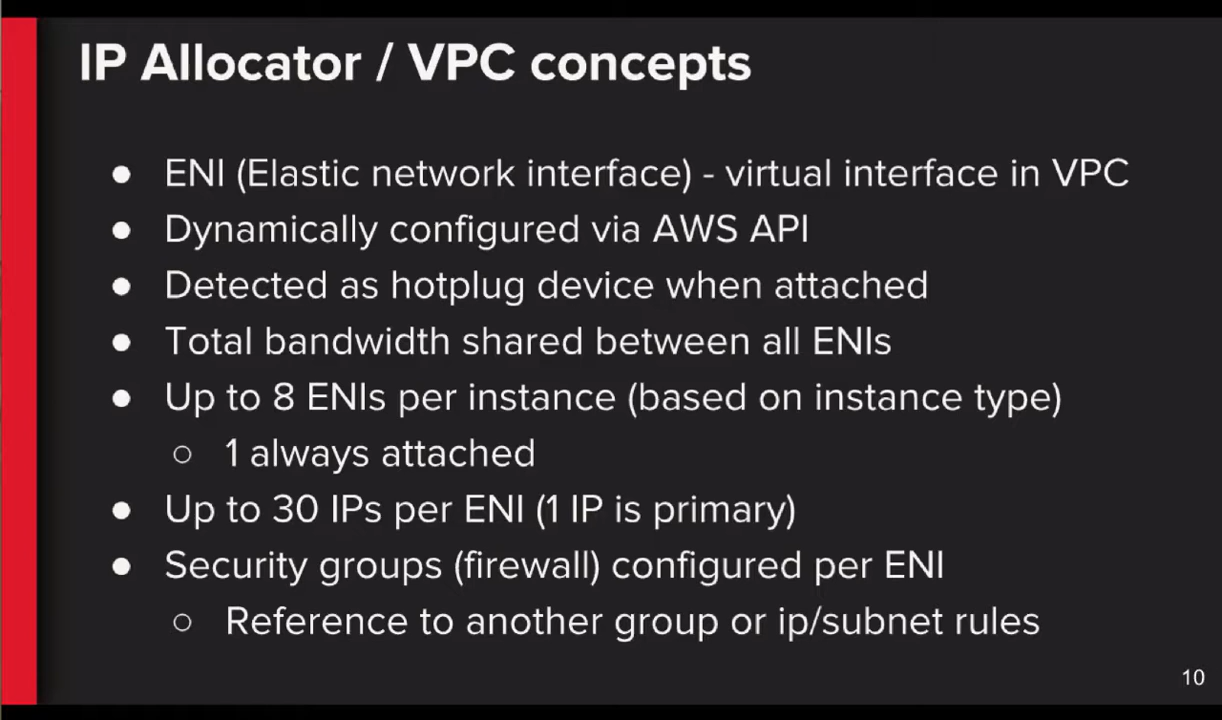 IP Allocator / VPC concepts
● ENI (Elastic network interface) - virtual interface in VPC
● Dynamically configured via AWS API
● Detected as hotplug device when attached
● Total bandwidth shared between all ENIs
● Up to 8 ENIs per instance (based on instance type)
○ 1 always attached
● Up to 30 IPs per ENI (1 IP is primary)
● Security groups (firewall) configured per ENI
○ Reference to another group or ip/subnet rules
10